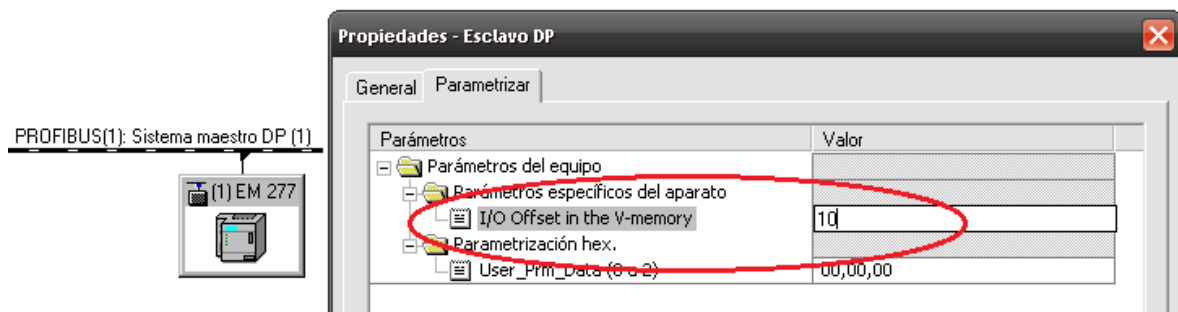 Propiedades - Esclavo DP
General Parametrizar
PROFIBUS(1): Sistema maestro DP (1)
(1) EM 277
Parámetros Valor
Parámetros del equipo
Parámetros específicos del aparato
I/O Offset in the V-memory 10
Parametrización hex.
User_Prm_Data (0 a 2) 00,00,00